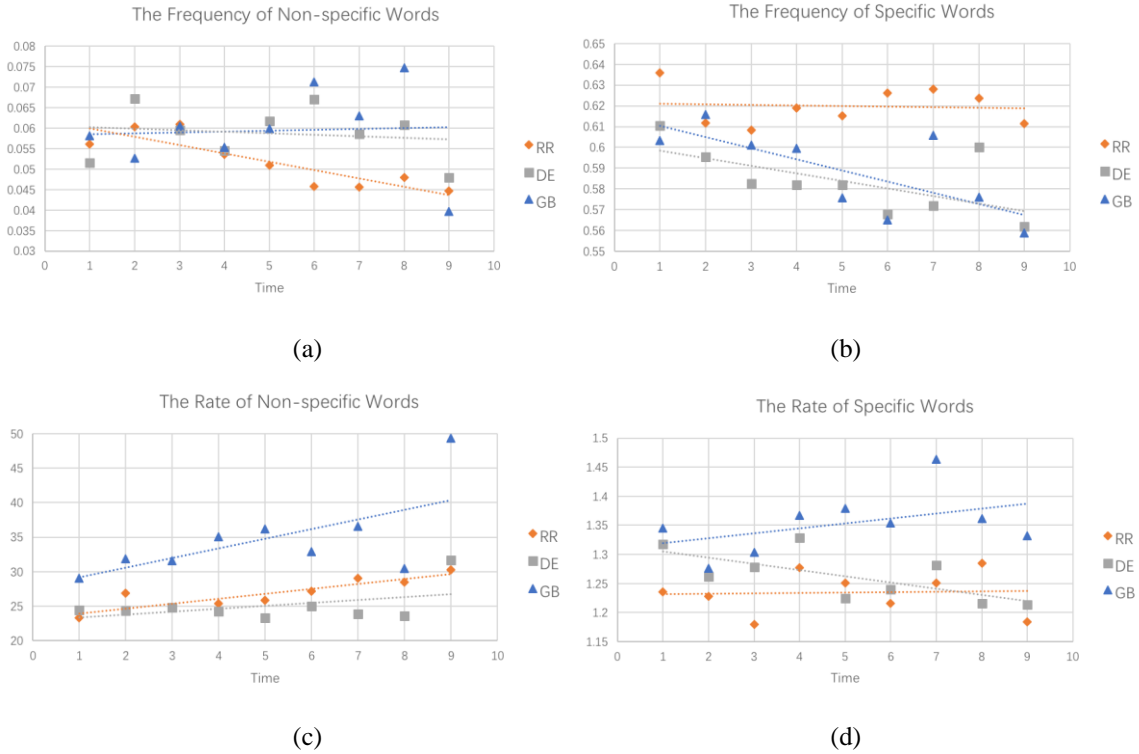 The Frequency of Non-specific Words
0.08
0.075
0.07
0.065
0.06
0.055
0.05
0.045
0.04
0.035
0.03
0 1 2 3 4 5 6 7 8 9 10
Time
RR
DE
GB
(a)
The Frequency of Specific Words
0.65
0.64
0.63
0.62
0.61
0.6
0.59
0.58
0.57
0.56
0.55
0 1 2 3 4 5 6 7 8 9 10
Time
RR
DE
GB
(b)
The Rate of Non-specific Words
50
45
40
35
30
25
20
0 1 2 3 4 5 6 7 8 9 10
Time
RR
DE
GB
(c)
The Rate of Specific Words
1.5
1.45
1.4
1.35
1.3
1.25
1.2
1.15
0 1 2 3 4 5 6 7 8 9 10
Time
RR
DE
GB
(d)